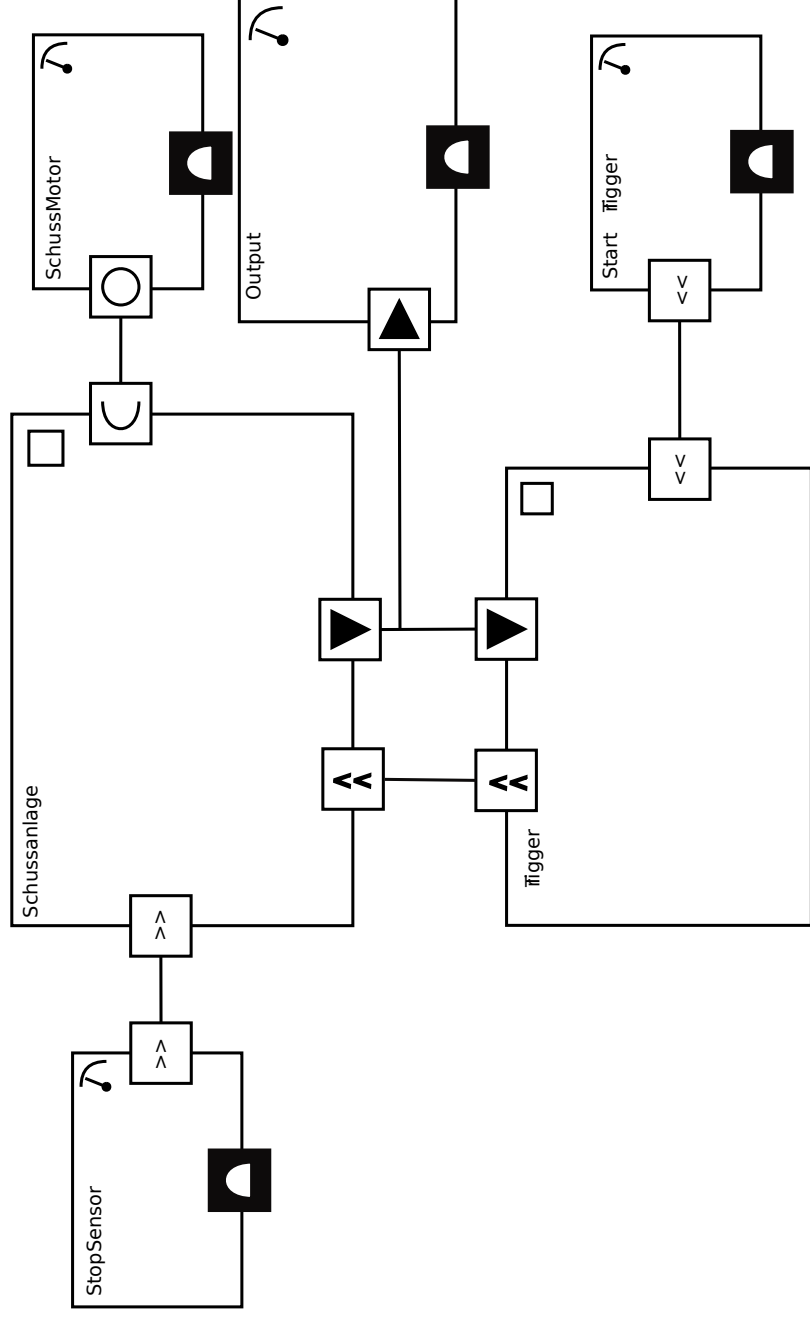 SchussMotor
Output
Start Trigger
Schussanlage
Trigger
StopSensor